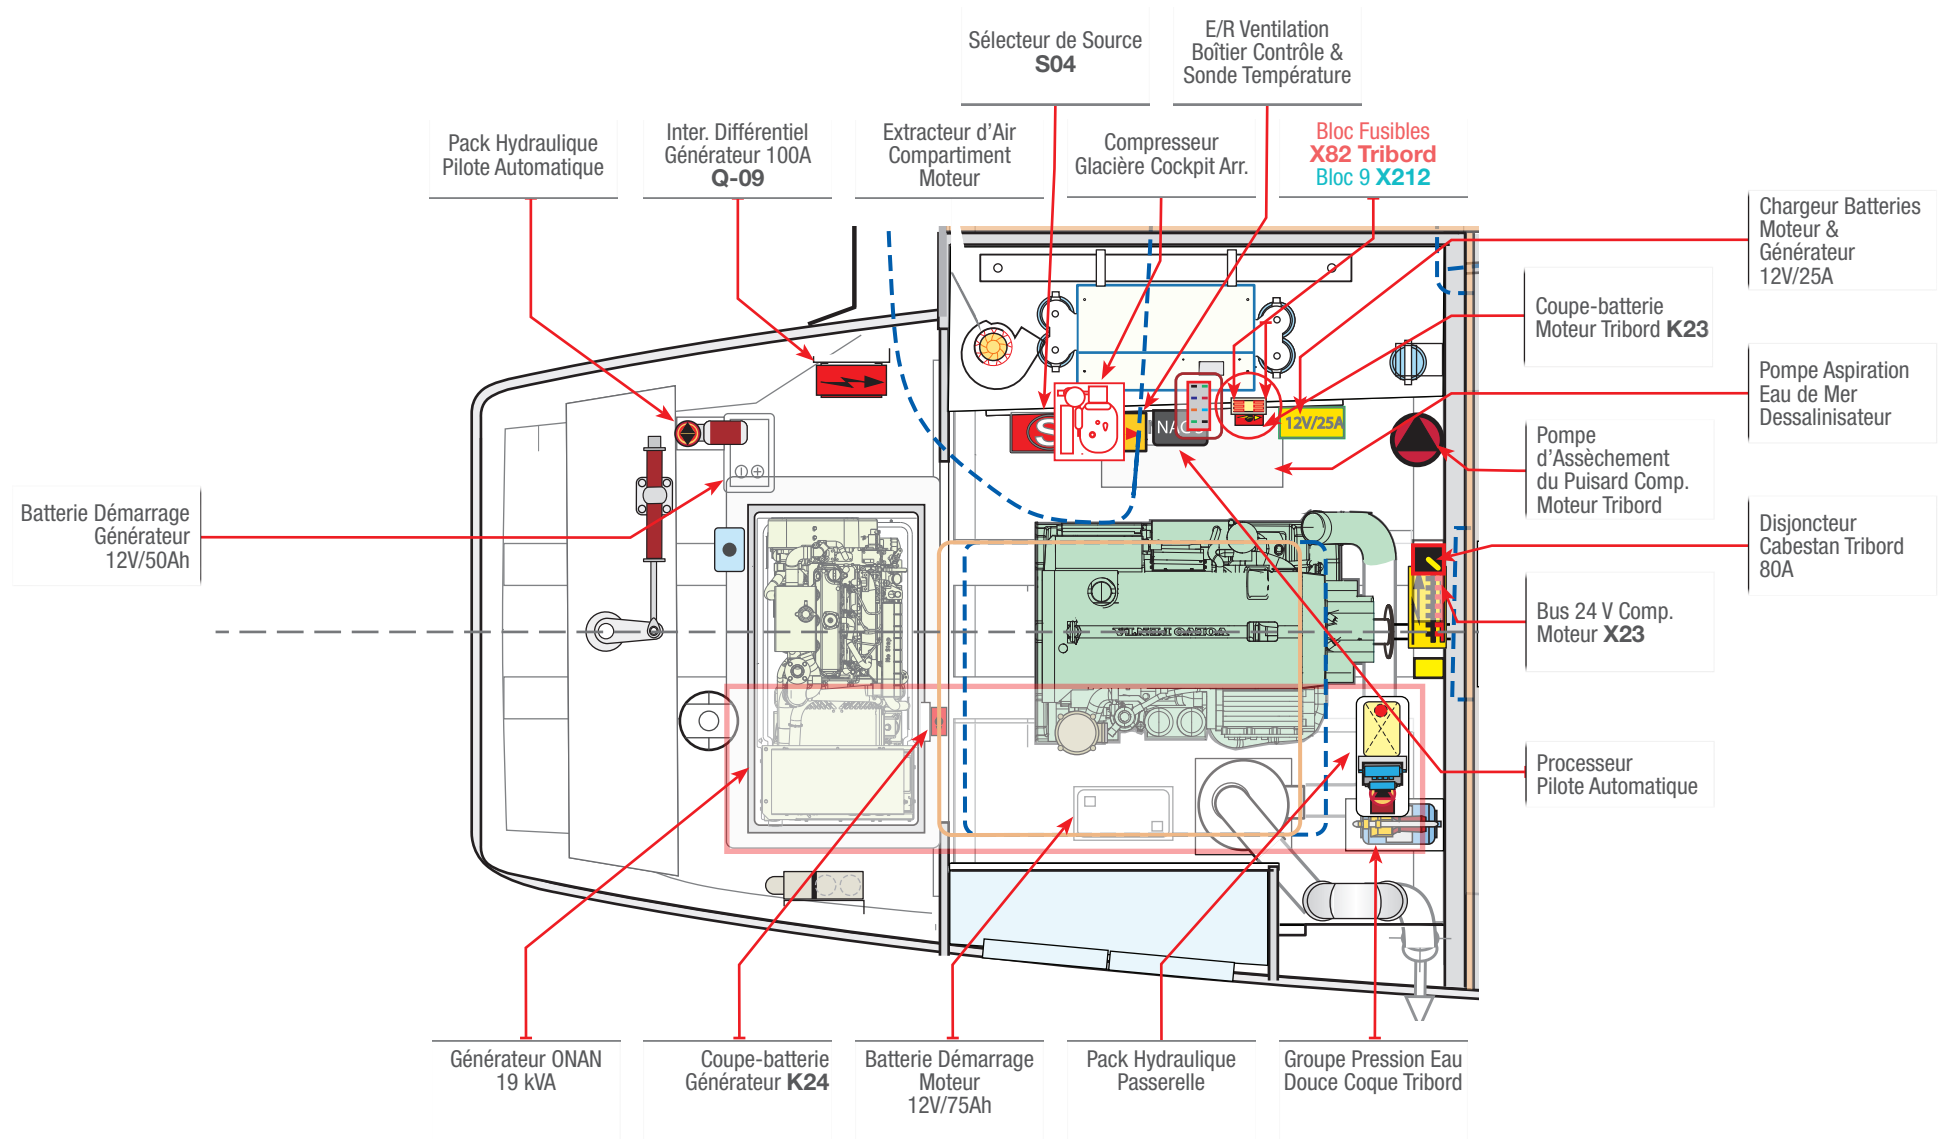 Sélecteur de Source
S04
E/R Ventilation
Boîtier Contrôle &
Sonde Température
Pack Hydraulique
Pilote Automatique
Inter. Différentiel
Générateur 100A
Q-09
Extracteur d'Air
Compartiment
Moteur
Compresseur
Glacière Cockpit Arr.
Bloc Fusibles
X82 Tribord
Bloc 9 X212
Chargeur Batteries
Moteur &
Générateur
12V/25A
Coupe-batterie
Moteur Tribord K23
Pompe Aspiration
Eau de Mer
Dessalinisateur
Pompe
d'Assèchement
du Puisard Comp.
Moteur Tribord
Disjoncteur
Cabestan Tribord
80A
Bus 24 V Comp.
Moteur X23
Processeur
Pilote Automatique
Batterie Démarrage
Générateur
12V/50Ah
S
12V/25A
VOLVO PENTA
No Stop
Générateur ONAN
19 kVA
Coupe-batterie
Générateur K24
Batterie Démarrage
Moteur
12V/75Ah
Pack Hydraulique
Passerelle
Groupe Pression Eau
Douce Coque Tribord